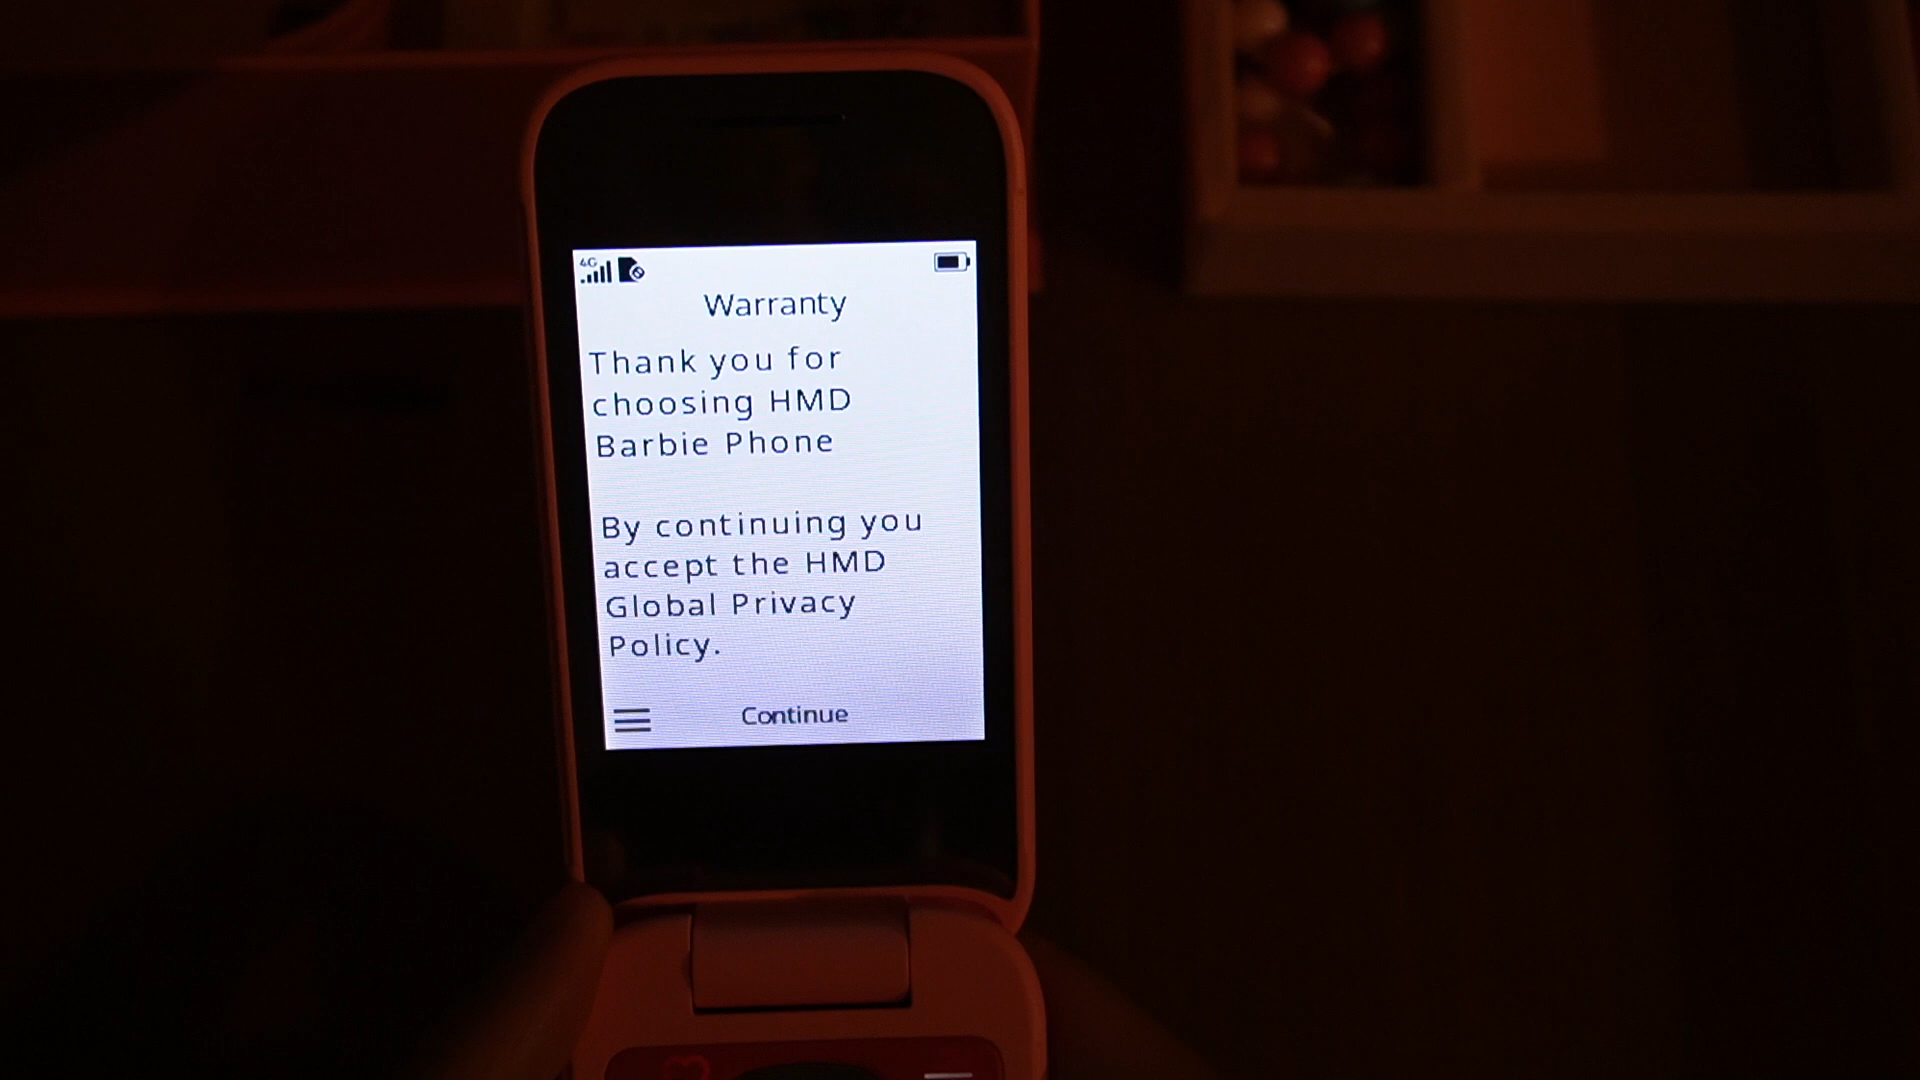 4G
Warranty
Thank you for
choosing HMD
Barbie Phone
By continuing you
accept the HMD
Global Privacy
Policy.
Continue